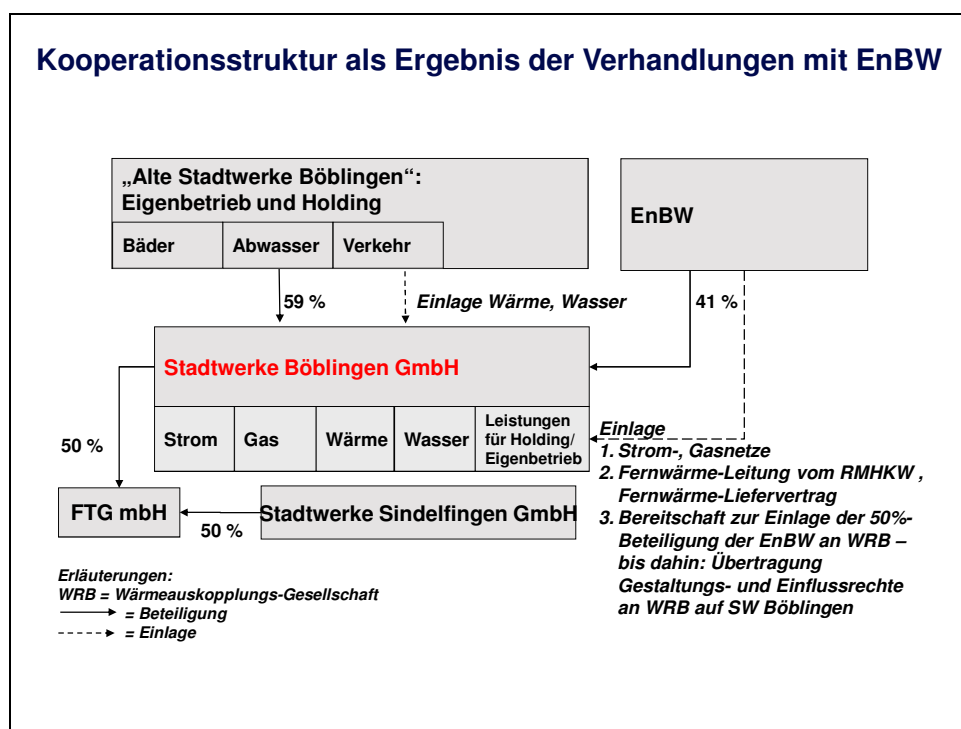 Kooperationsstruktur als Ergebnis der Verhandlungen mit EnBW
„Alte Stadtwerke Böblingen“:
Eigenbetrieb und Holding
Bäder
Abwasser
Verkehr
EnBW
59 %
Einlage Wärme, Wasser
41 %
Stadtwerke Böblingen GmbH
Strom
Gas
Wärme
Wasser
Leistungen
für Holding/
Eigenbetrieb
50 %
FTG mbH
50 %
Stadtwerke Sindelfingen GmbH
Einlage
1. Strom-, Gasnetze
2. Fernwärme-Leitung vom RMHKW ,
Fernwärme-Liefervertrag
3. Bereitschaft zur Einlage der 50%-
Beteiligung der EnBW an WRB –
bis dahin: Übertragung
Gestaltungs- und Einflussrechte
an WRB auf SW Böblingen
Erläuterungen:
WRB = Wärmeauskopplungs-Gesellschaft
= Beteiligung
= Einlage